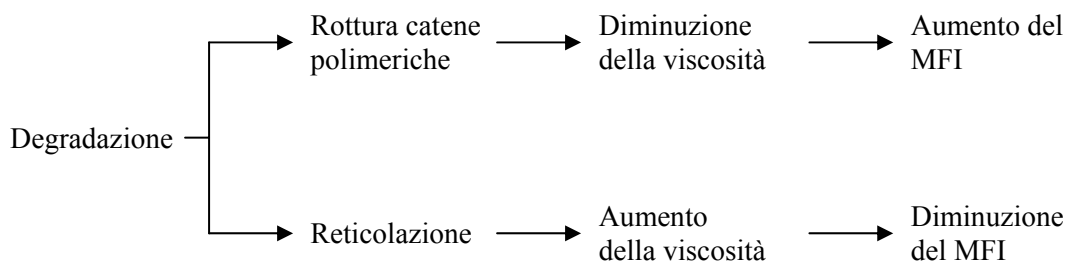 Rottura catene
polimeriche
Diminuzione
della viscosità
Aumento del
MFI
Degradazione
Reticolazione
Aumento
della viscosità
Diminuzione
del MFI